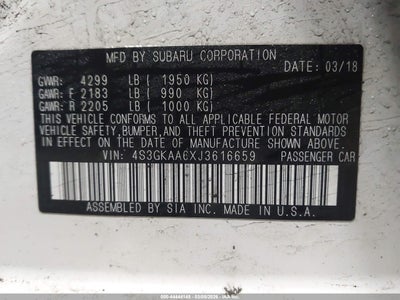 MFD BY SUBARU CORPORATION
DATE: 03/18
GVWR: 4299 LB ( 1950 KG)
GAWR: F 2183 LB ( 990 KG)
GAWR: R 2205 LB ( 1000 KG)
THIS VEHICLE CONFORMS TO ALL APPLICABLE FEDERAL MOTOR
VEHICLE SAFETY, BUMPER, AND THEFT PREVENTION STANDARDS
IN EFFECT ON THE DATE OF MANUFACTURE SHOWN ABOVE.
VIN: 4S3GKAA6XJ3616659 PASSENGER CAR
ASSEMBLED BY SIA INC. MADE IN U.S.A.